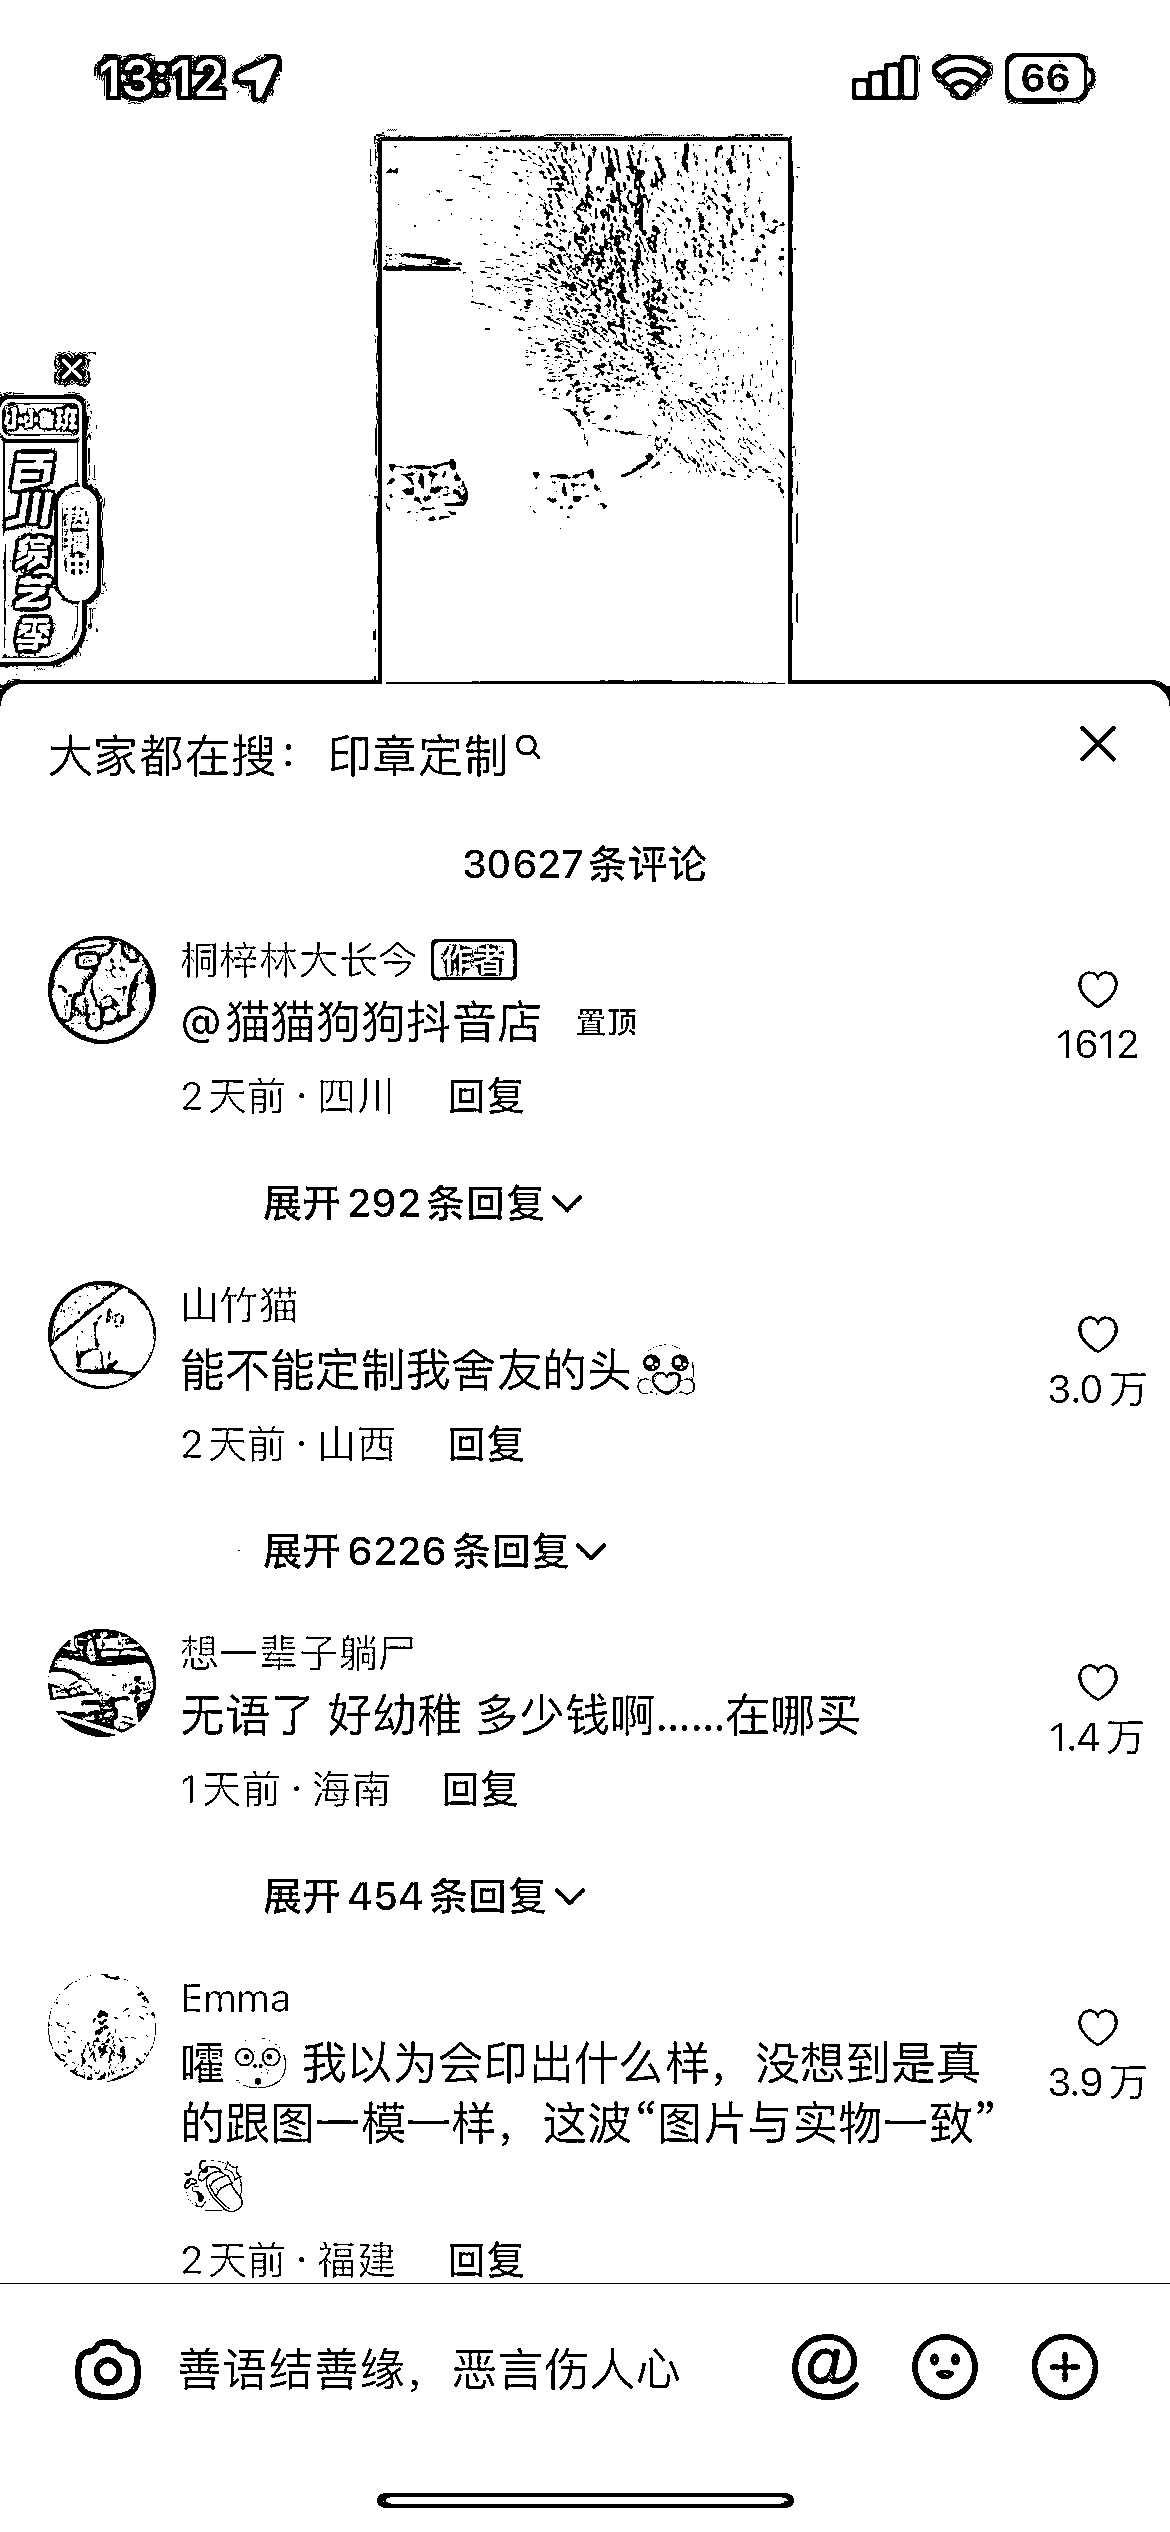 13:12
66
百川
综艺季
大家都在搜： 印章定制
30627条评论
桐梓林大长今 作者
@猫猫狗狗抖音店 置顶
1612
2天前·四川 回复
展开292条回复
山竹猫
能不能定制我舍友的头
3.0万
2天前·山西 回复
展开6226条回复
想一辈子躺尸
无语了 好幼稚 多少钱啊......在哪买
1.4万
1天前·海南 回复
展开454条回复
Emma
嚯 我以为会印出什么样，没想到是真
的跟图一模一样，这波“图片与实物一致”
3.9万
2天前·福建 回复
善语结善缘，恶言伤人心